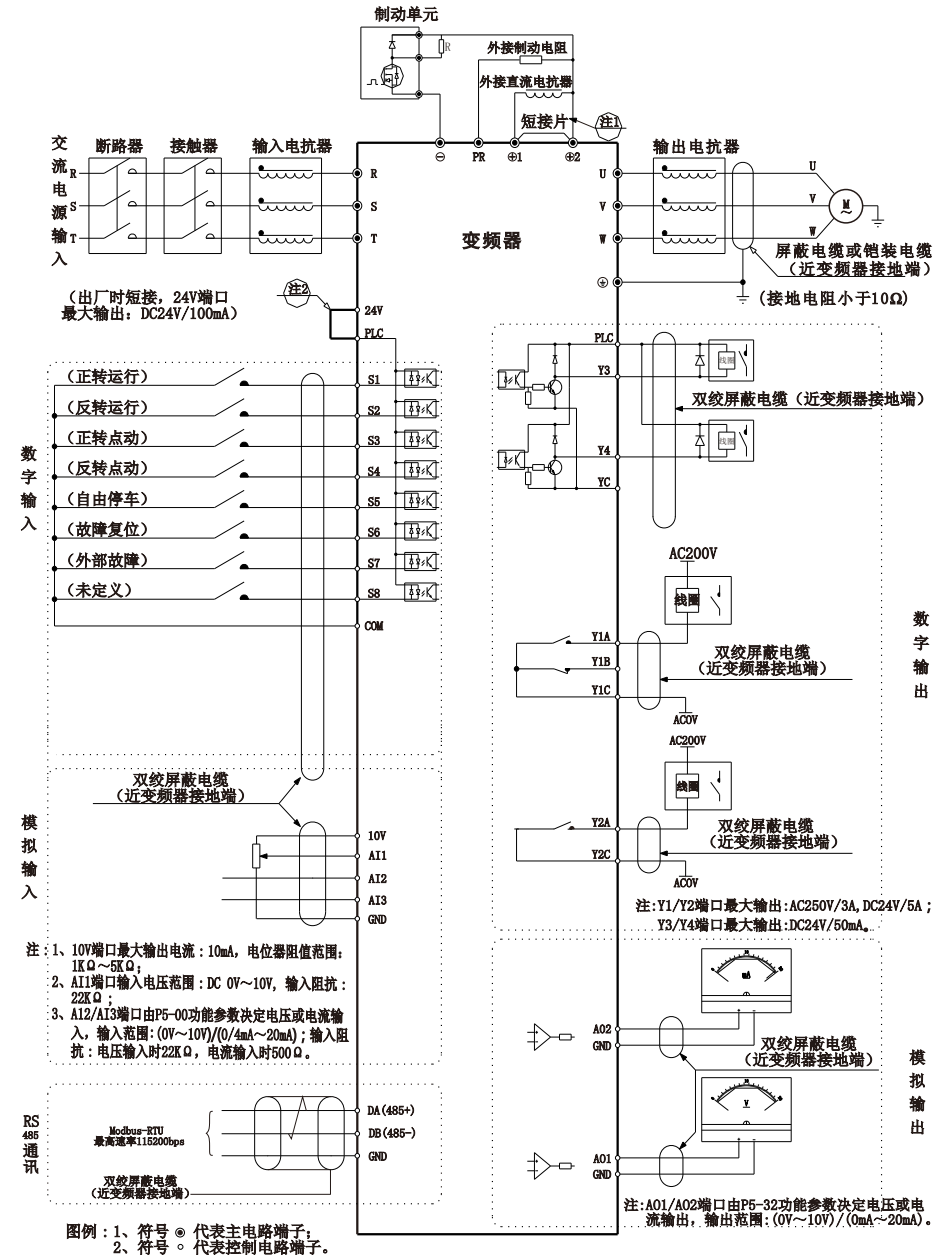 制动单元
R
外接制动电阻
外接直流电抗器
短接片
注1
⊖
PR
⊕1
⊕2
交流电源输入
断路器
接触器
输入电抗器
输出电抗器
R
S
T
R
S
T
变频器
U
V
W
U
V
W
M
~
屏蔽电缆或铠装电缆
（近变频器接地端）
(接地电阻小于10Ω)
注2
（出厂时短接，24V端口
最大输出：DC24V/100mA）
24V
PLC
数字输入
（正转运行）
S1
（反转运行）
S2
（正转点动）
S3
（反转点动）
S4
（自由停车）
S5
（故障复位）
S6
（外部故障）
S7
（未定义）
S8
COM
PLC
Y3
线圈
双绞屏蔽电缆（近变频器接地端）
Y4
线圈
YC
数字输出
AC200V
线圈
Y1A
Y1B
Y1C
双绞屏蔽电缆
（近变频器接地端）
AC0V
AC200V
线圈
Y2A
Y2C
双绞屏蔽电缆
（近变频器接地端）
AC0V
注:Y1/Y2端口最大输出:AC250V/3A,DC24V/5A；
Y3/Y4端口最大输出:DC24V/50mA。
模拟输入
双绞屏蔽电缆
（近变频器接地端）
10V
AI1
AI2
AI3
GND
注：1、10V端口最大输出电流：10mA，电位器阻值范围：
1KΩ～5KΩ；
2、AI1端口输入电压范围：DC 0V～10V, 输入阻抗：
22KΩ；
3、A12/AI3端口由P5-00功能参数决定电压或电流输
入，输入范围：(0V～10V)/(0/4mA～20mA)；输入阻
抗：电压输入时22KΩ，电流输入时500Ω。
模拟输出
mA
AO2
GND
双绞屏蔽电缆
（近变频器接地端）
V
AO1
GND
注:AO1/AO2端口由P5-32功能参数决定电压或电
流输出，输出范围：(0V～10V)/(0mA～20mA)。
RS
485
通讯
Modbus-RTU
最高速率115200bps
DA(485+)
DB(485-)
GND
双绞屏蔽电缆
（近变频器接地端）
图例：1、符号 ◉ 代表主电路端子；
2、符号 ○ 代表控制电路端子。